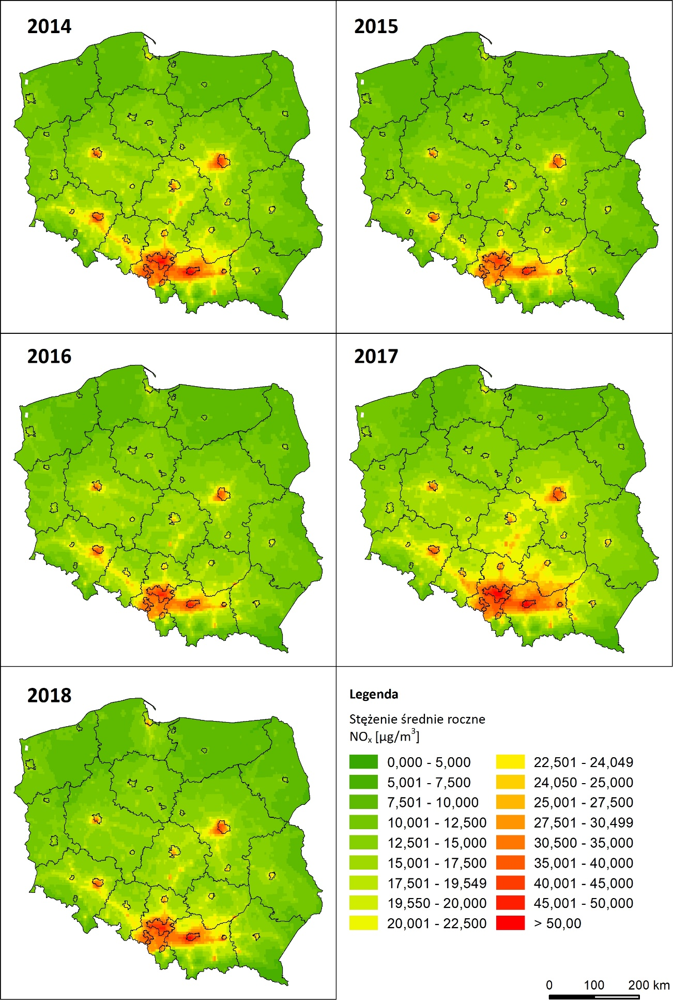 2014
2015
2016
2017
2018
Legenda
Stężenie średnie roczne
NOₓ [µg/m³]
0,000 - 5,000
5,001 - 7,500
7,501 - 10,000
10,001 - 12,500
12,501 - 15,000
15,001 - 17,500
17,501 - 19,549
19,550 - 20,000
20,001 - 22,500
22,501 - 24,049
24,050 - 25,000
25,001 - 27,500
27,501 - 30,499
30,500 - 35,000
35,001 - 40,000
40,001 - 45,000
45,001 - 50,000
> 50,00
0 100 200 km